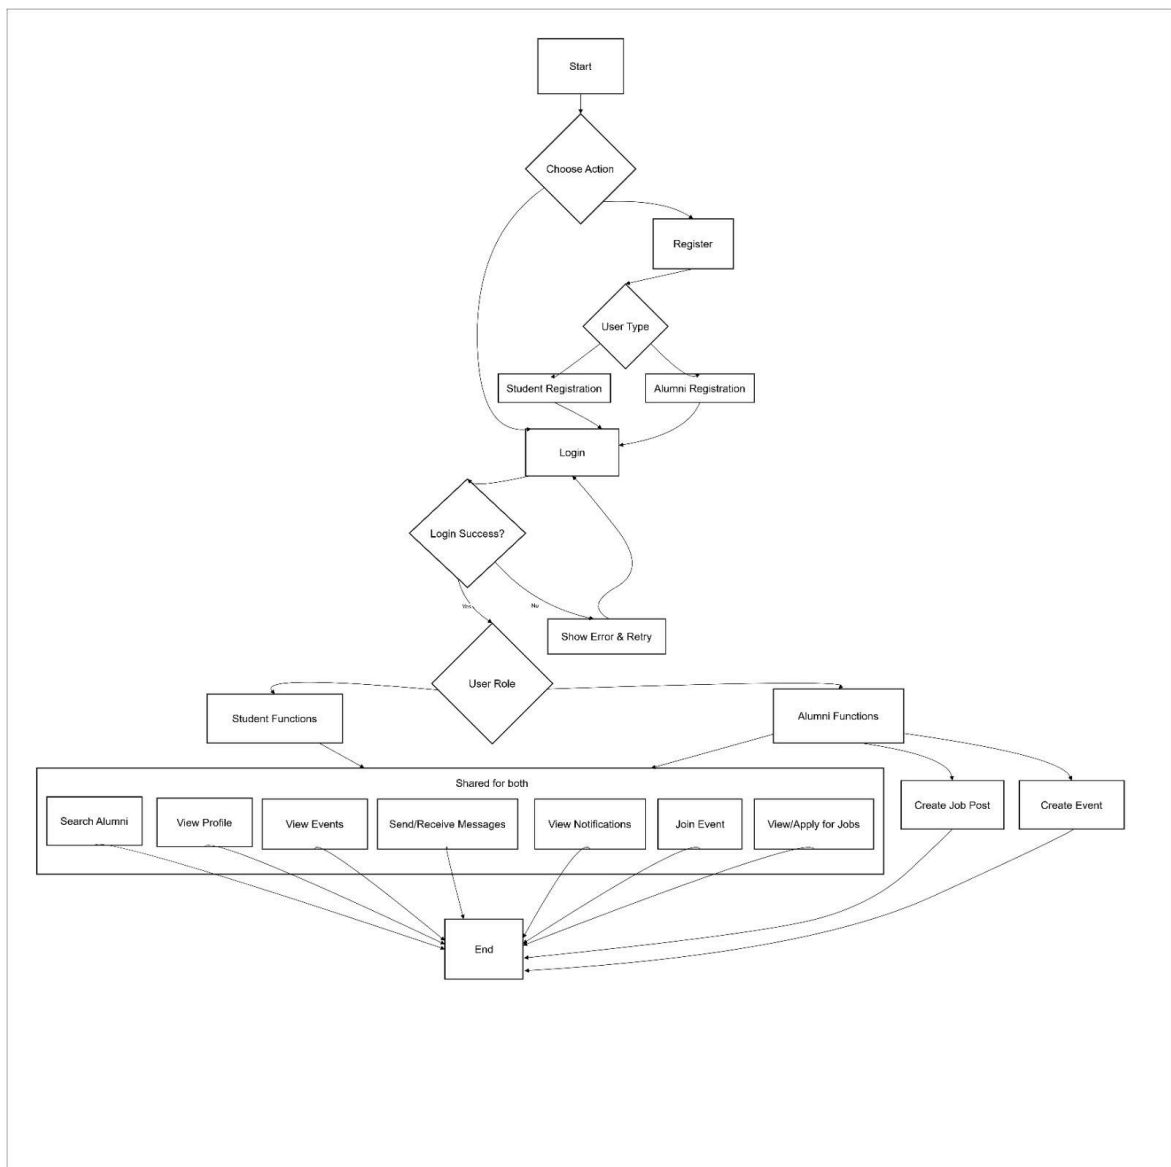 Start
Choose Action
Register
User Type
Student Registration
Alumni Registration
Login
Login Success?
Yes
No
Show Error & Retry
User Role
Student Functions
Alumni Functions
Shared for both
Search Alumni
View Profile
View Events
Send/Receive Messages
View Notifications
Join Event
View/Apply for Jobs
Create Job Post
Create Event
End